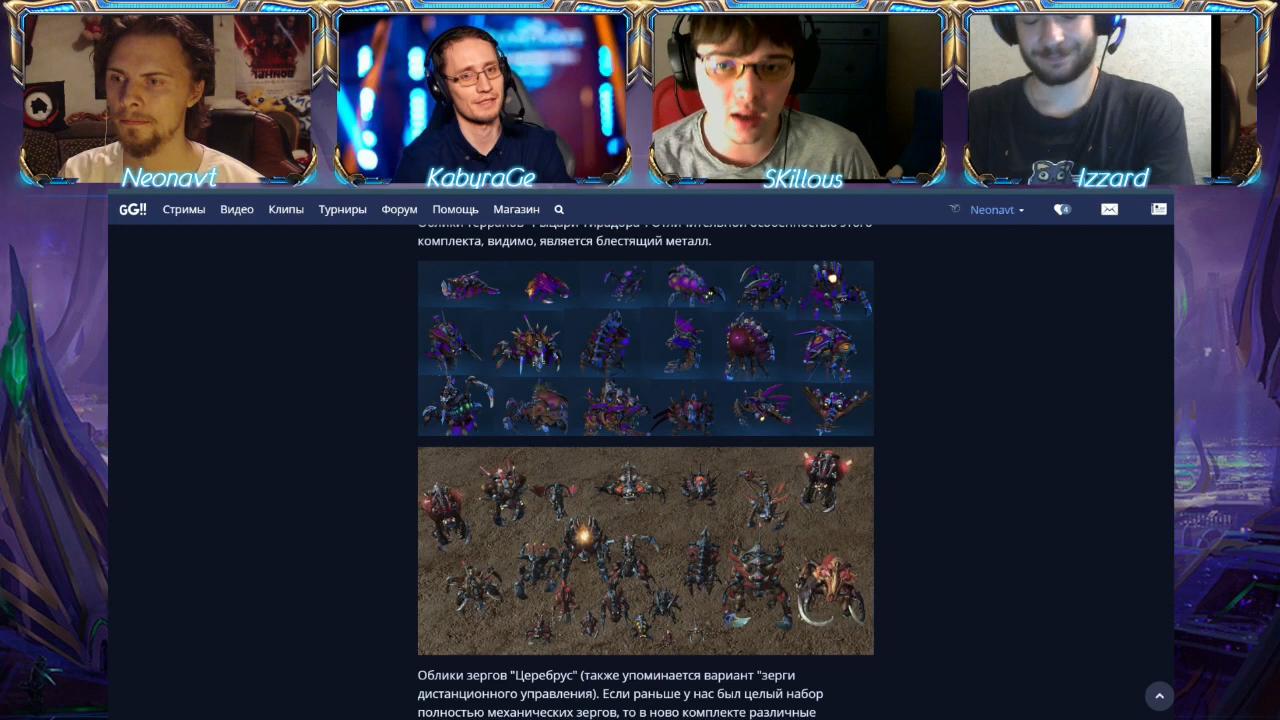 Neonavt
KabyraGe
SKillous
Izzard
GG!!
Стримы
Видео
Клипы
Турниры
Форум
Помощь
Магазин
Neonavt
4
комплекта, видимо, является блестящий металл.
Облики зергов "Церебрус" (также упоминается вариант "зерги
дистанционного управления). Если раньше у нас был целый набор
полностью механических зергов, то в ново комплекте различные